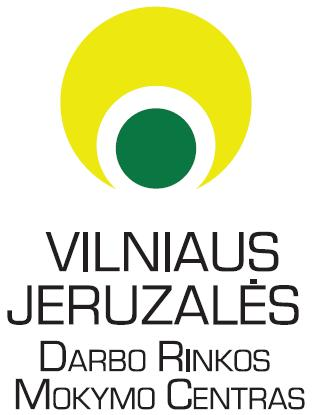 VILNIAUS
JERUZALĖS
DARBO RINKOS
MOKYMO CENTRAS